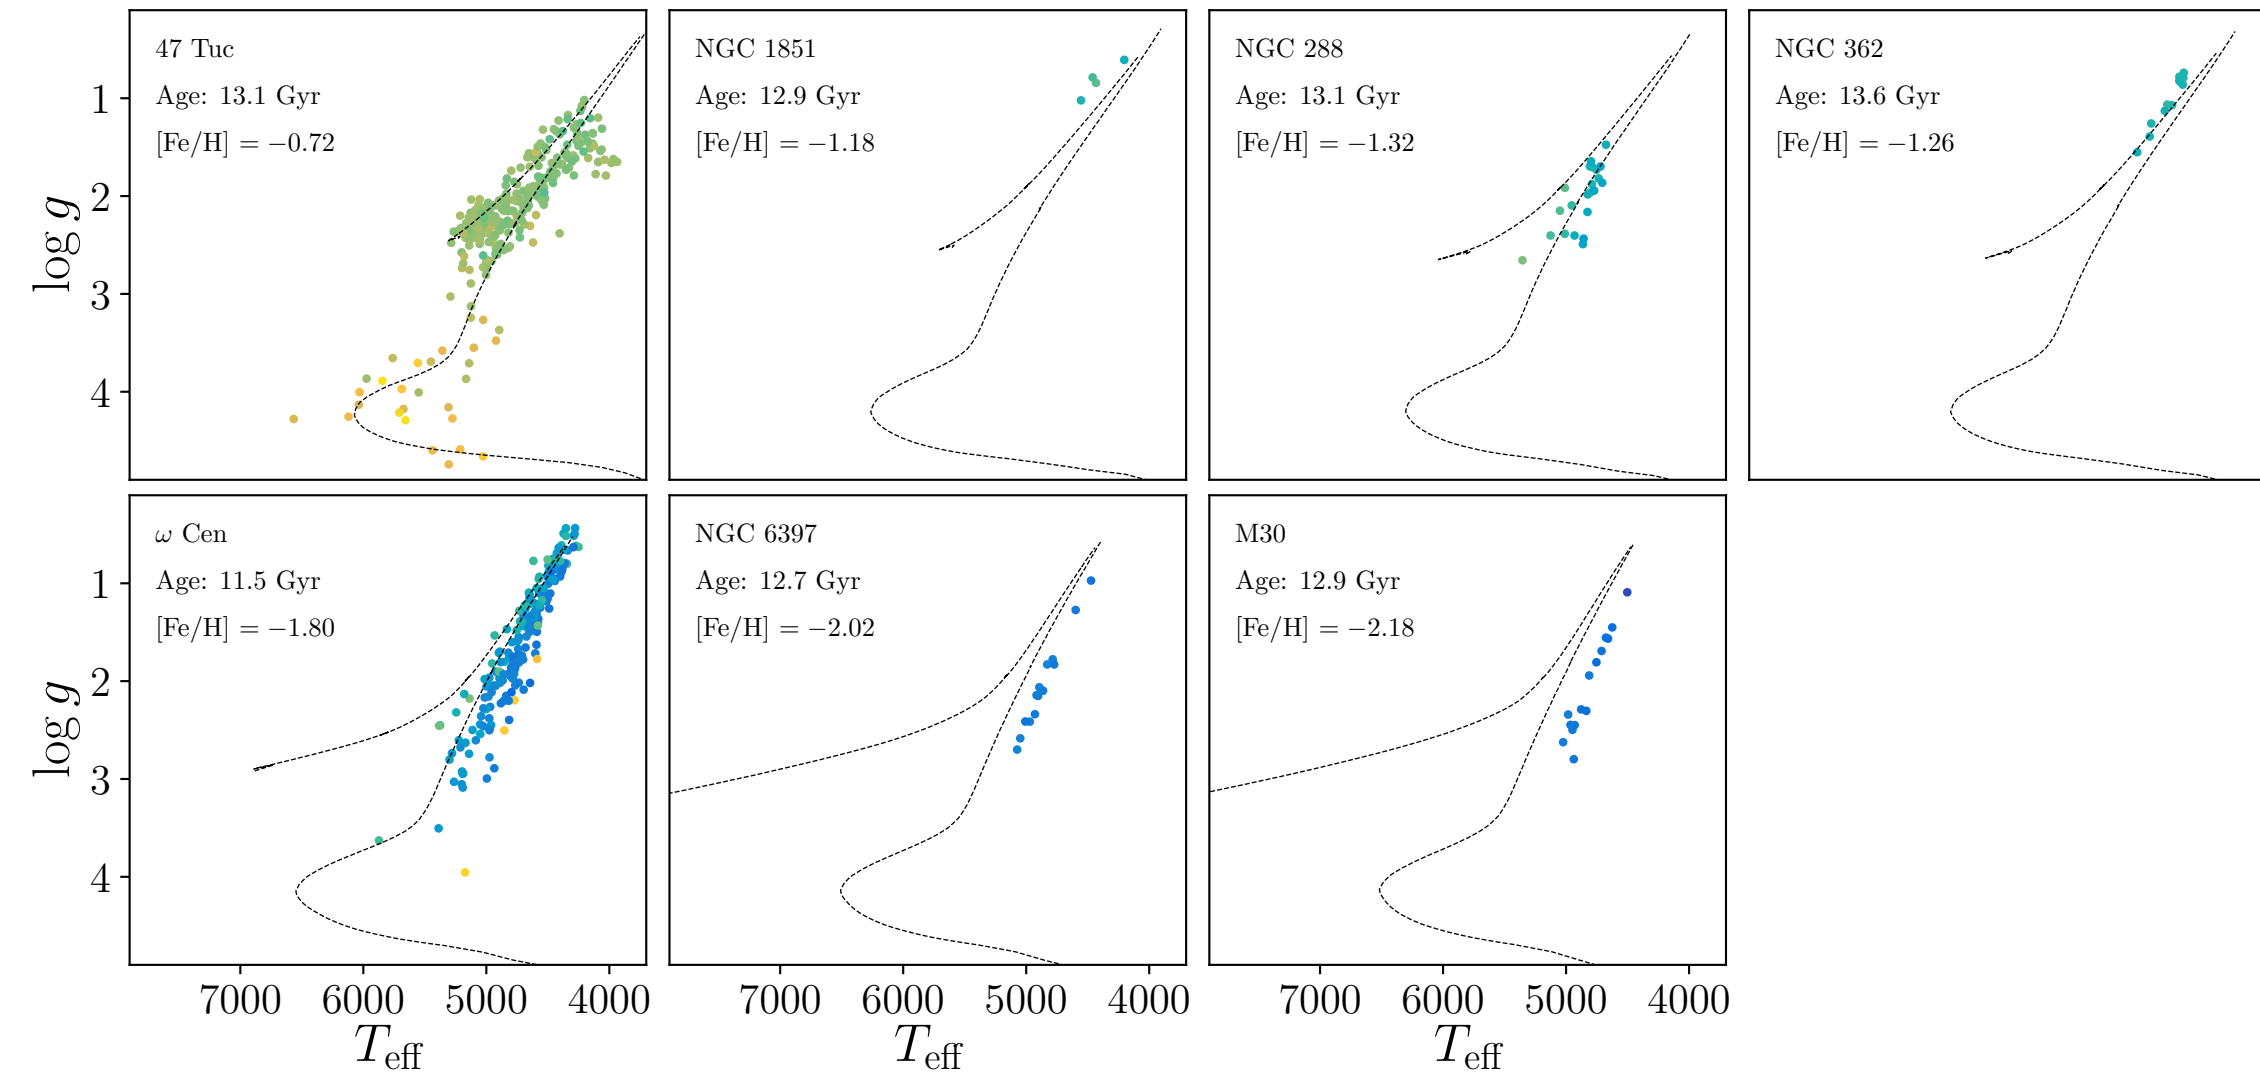 47 Tuc
Age: 13.1 Gyr
[Fe/H] = −0.72
NGC 1851
Age: 12.9 Gyr
[Fe/H] = −1.18
NGC 288
Age: 13.1 Gyr
[Fe/H] = −1.32
NGC 362
Age: 13.6 Gyr
[Fe/H] = −1.26
1
2
3
4
log g
ω Cen
Age: 11.5 Gyr
[Fe/H] = −1.80
NGC 6397
Age: 12.7 Gyr
[Fe/H] = −2.02
M30
Age: 12.9 Gyr
[Fe/H] = −2.18
1
2
3
4
log g
7000 6000 5000 4000
7000 6000 5000 4000
7000 6000 5000 4000
T_eff
T_eff
T_eff